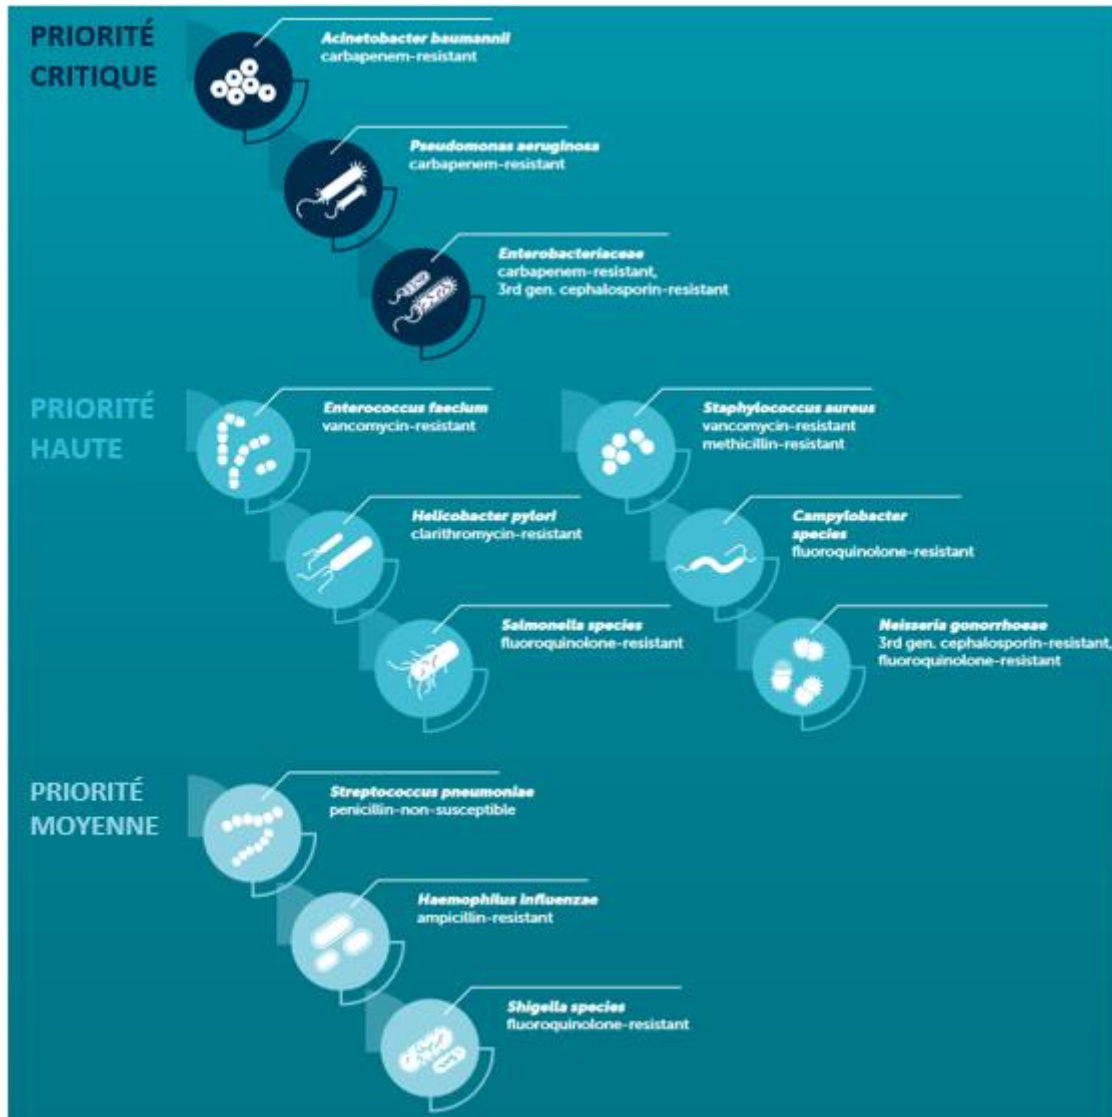 PRIORITÉ
CRITIQUE
Acinetobacter baumannii
carbapenem-resistant
Pseudomonas aeruginosa
carbapenem-resistant
Enterobacteriaceae
carbapenem-resistant,
3rd gen. cephalosporin-resistant
PRIORITÉ
HAUTE
Enterococcus faecium
vancomycin-resistant
Helicobacter pylori
clarithromycin-resistant
Salmonella species
fluoroquinolone-resistant
Staphylococcus aureus
vancomycin-resistant
methicillin-resistant
Campylobacter
species
fluoroquinolone-resistant
Neisseria gonorrhoeae
3rd gen. cephalosporin-resistant,
fluoroquinolone-resistant
PRIORITÉ
MOYENNE
Streptococcus pneumoniae
penicillin-non-susceptible
Haemophilus influenzae
ampicillin-resistant
Shigella species
fluoroquinolone-resistant